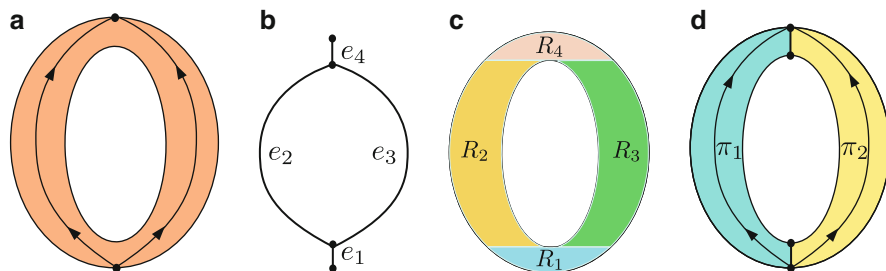 a b c d
e₄ R₄
e₂ e₃ R₂ R₃ π₁ π₂
e₁ R₁